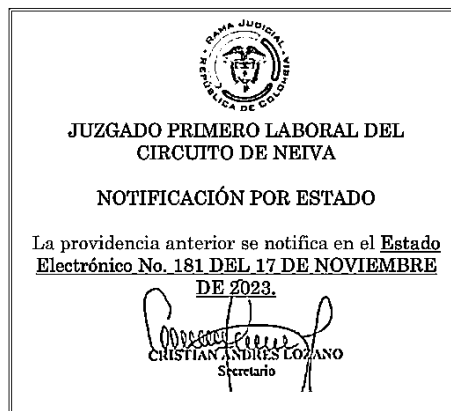 RAMA JUDICIAL
REPÚBLICA DE COLOMBIA
JUZGADO PRIMERO LABORAL DEL
CIRCUITO DE NEIVA
NOTIFICACIÓN POR ESTADO
La providencia anterior se notifica en el Estado
Electrónico No. 181 DEL 17 DE NOVIEMBRE
DE 2023.
CRISTIAN ANDRES LOZANO
Secretario